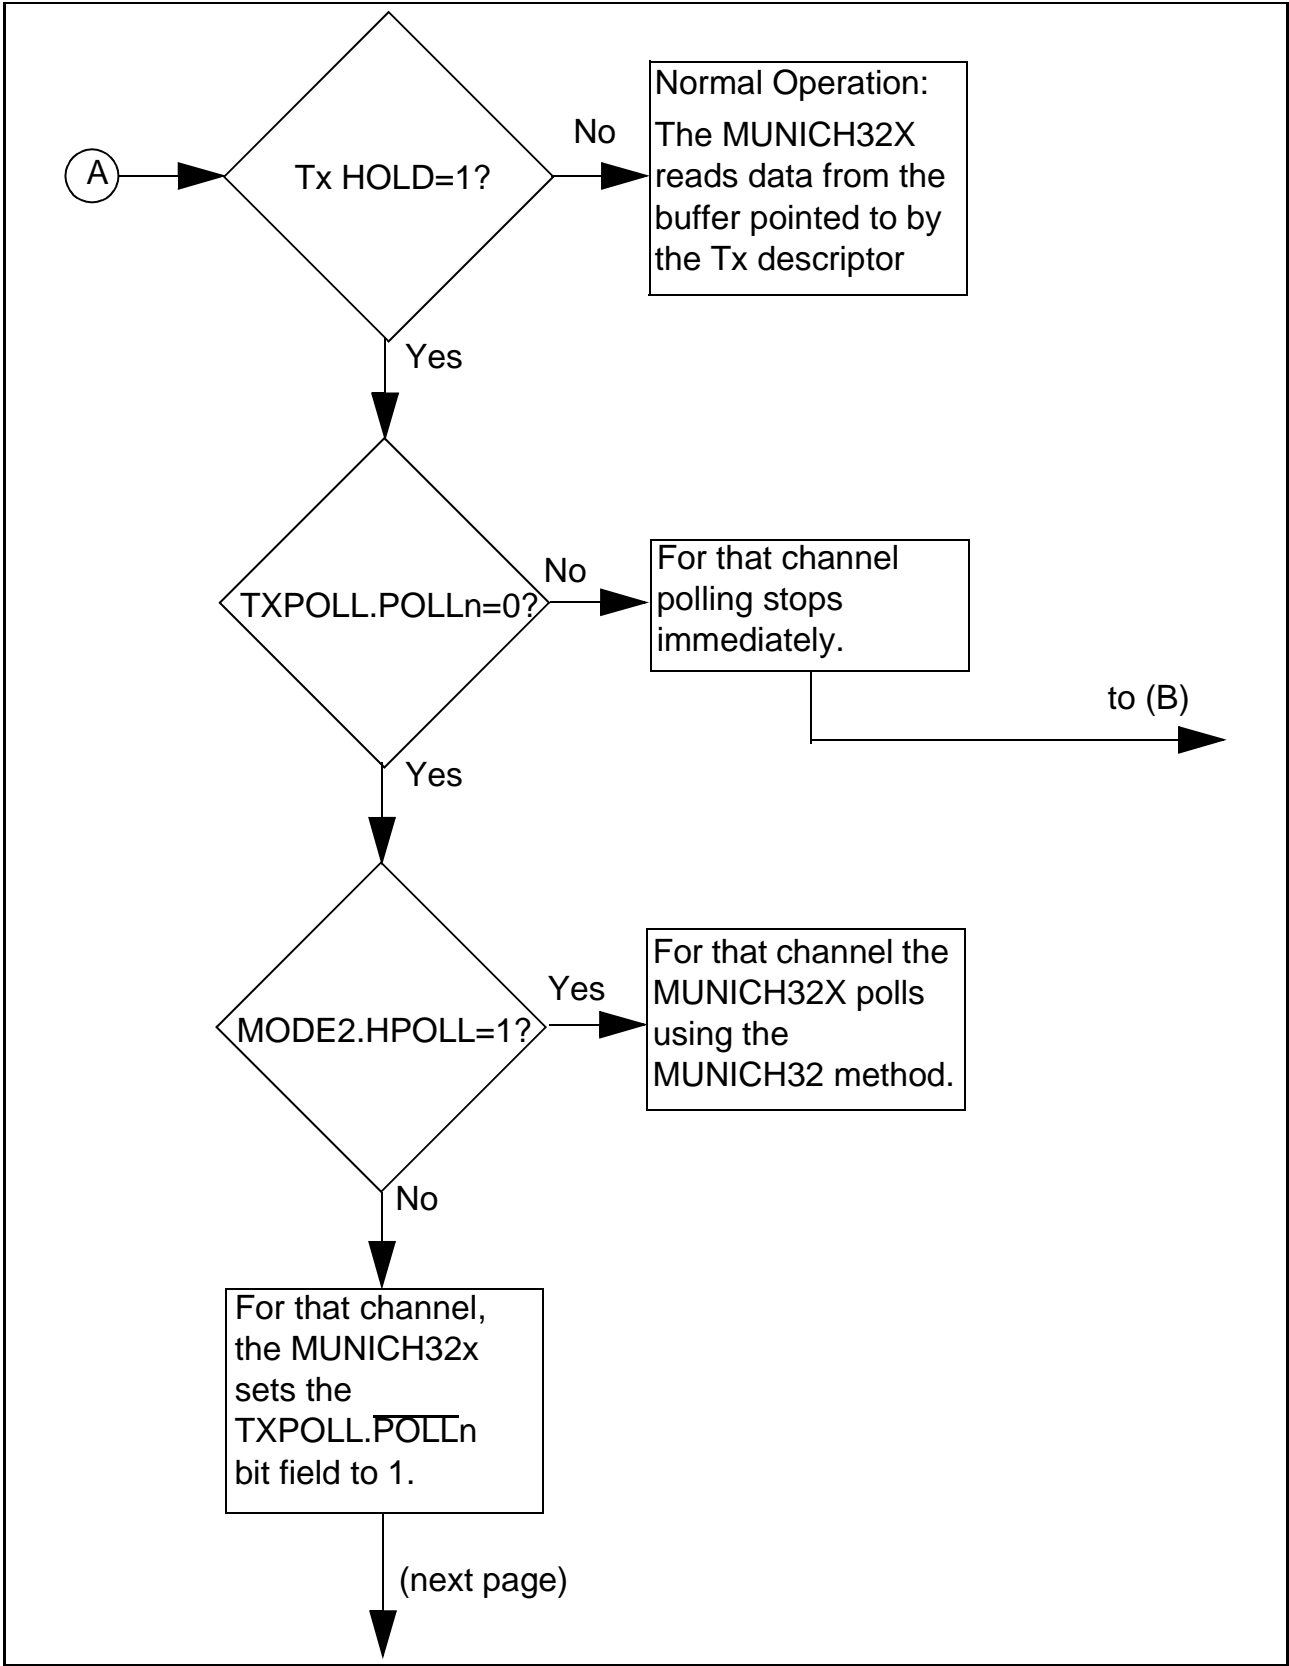 A
Tx HOLD=1?
No
Normal Operation:
The MUNICH32X
reads data from the
buffer pointed to by
the Tx descriptor
Yes
TXPOLL.POLLn=0?
No
For that channel
polling stops
immediately.
to (B)
Yes
MODE2.HPOLL=1?
Yes
For that channel the
MUNICH32X polls
using the
MUNICH32 method.
No
For that channel,
the MUNICH32x
sets the
TXPOLL.P̅O̅L̅L̅n
bit field to 1.
(next page)